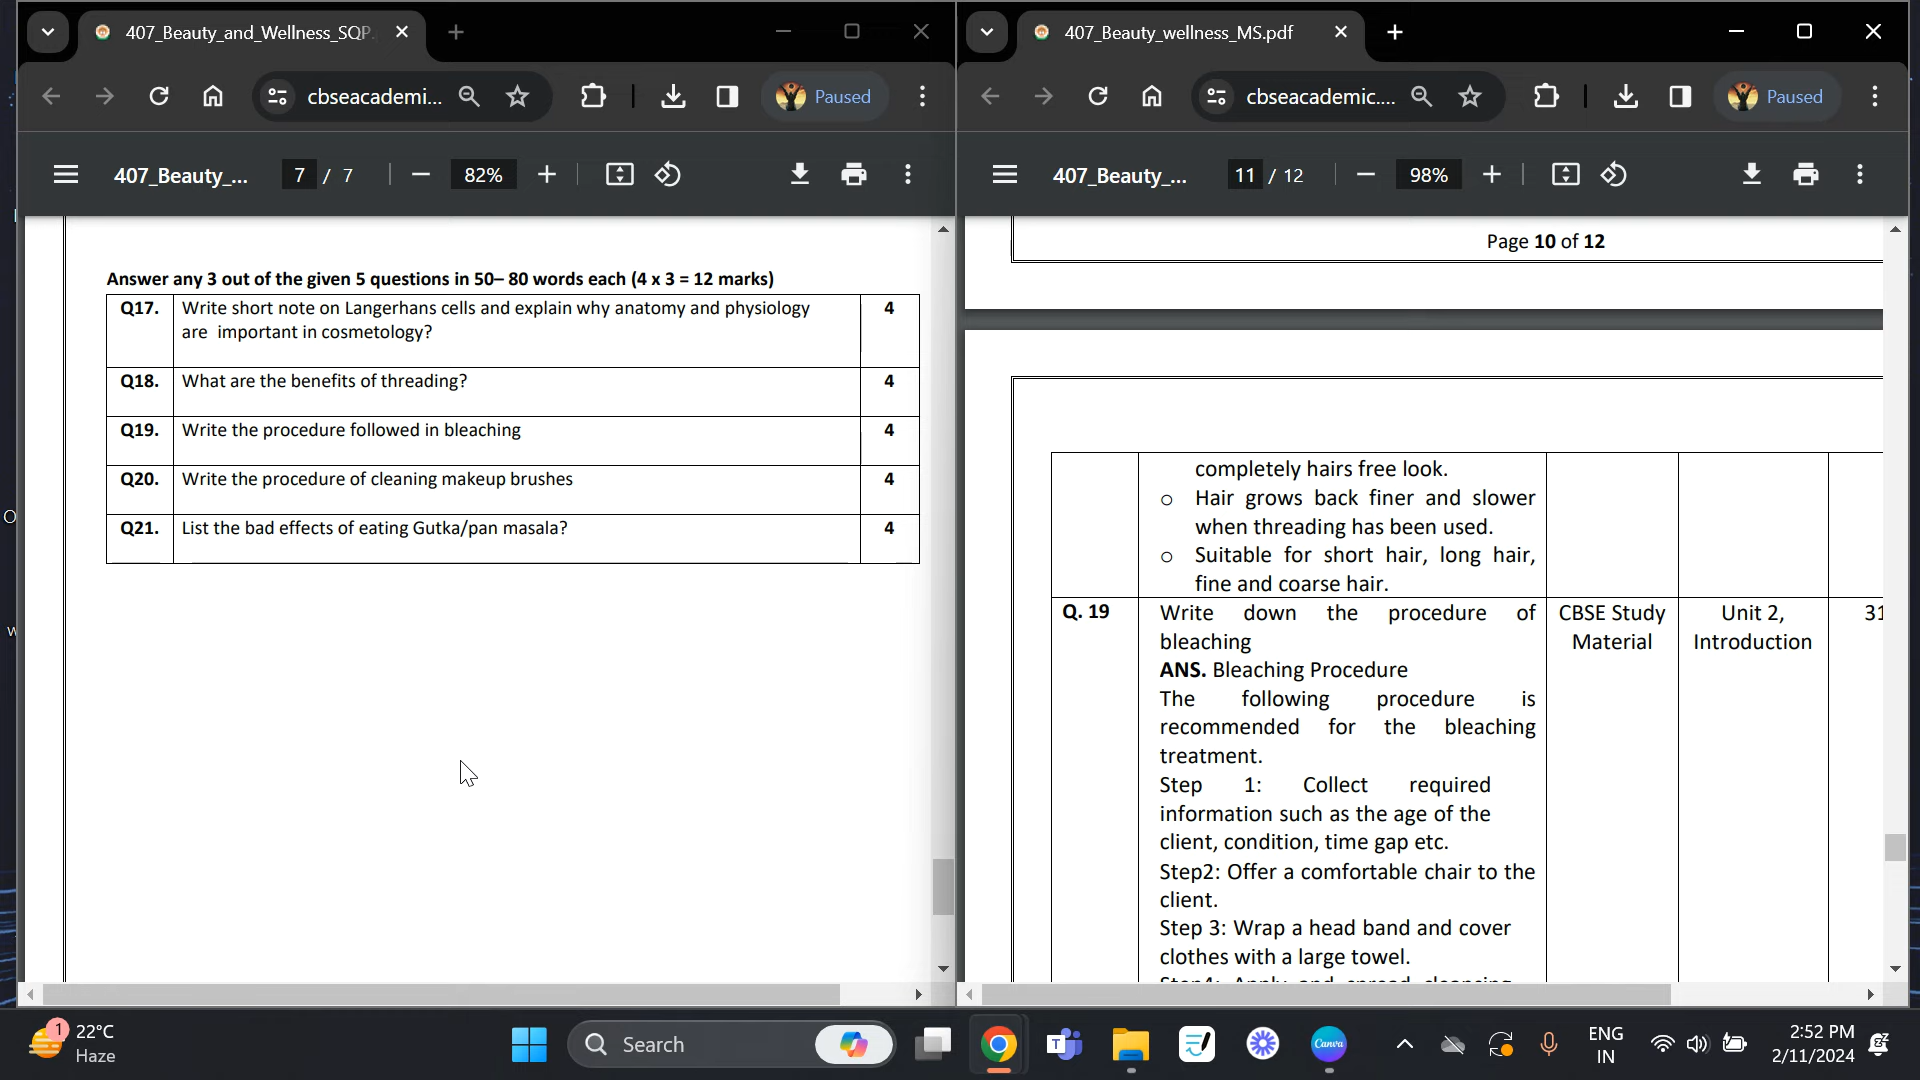 407_Beauty_and_Wellness_SQP
407_Beauty_wellness_MS.pdf
cbseacademi...
Paused
cbseacademic....
Paused
407_Beauty_...
7 / 7
82%
407_Beauty_...
11 / 12
98%
Answer any 3 out of the given 5 questions in 50– 80 words each (4 x 3 = 12 marks)
Q17. Write short note on Langerhans cells and explain why anatomy and physiology 4
are important in cosmetology?
Q18. What are the benefits of threading? 4
Q19. Write the procedure followed in bleaching 4
Q20. Write the procedure of cleaning makeup brushes 4
Q21. List the bad effects of eating Gutka/pan masala? 4
Page 10 of 12
completely hairs free look.
o Hair grows back finer and slower
when threading has been used.
o Suitable for short hair, long hair,
fine and coarse hair.
Q. 19 Write down the procedure of CBSE Study Unit 2, 31
bleaching Material Introduction
ANS. Bleaching Procedure
The following procedure is
recommended for the bleaching
treatment.
Step 1: Collect required
information such as the age of the
client, condition, time gap etc.
Step2: Offer a comfortable chair to the
client.
Step 3: Wrap a head band and cover
clothes with a large towel.
1
22°C
Haze
Search
T
Canva
ENG
IN
2:52 PM
2/11/2024